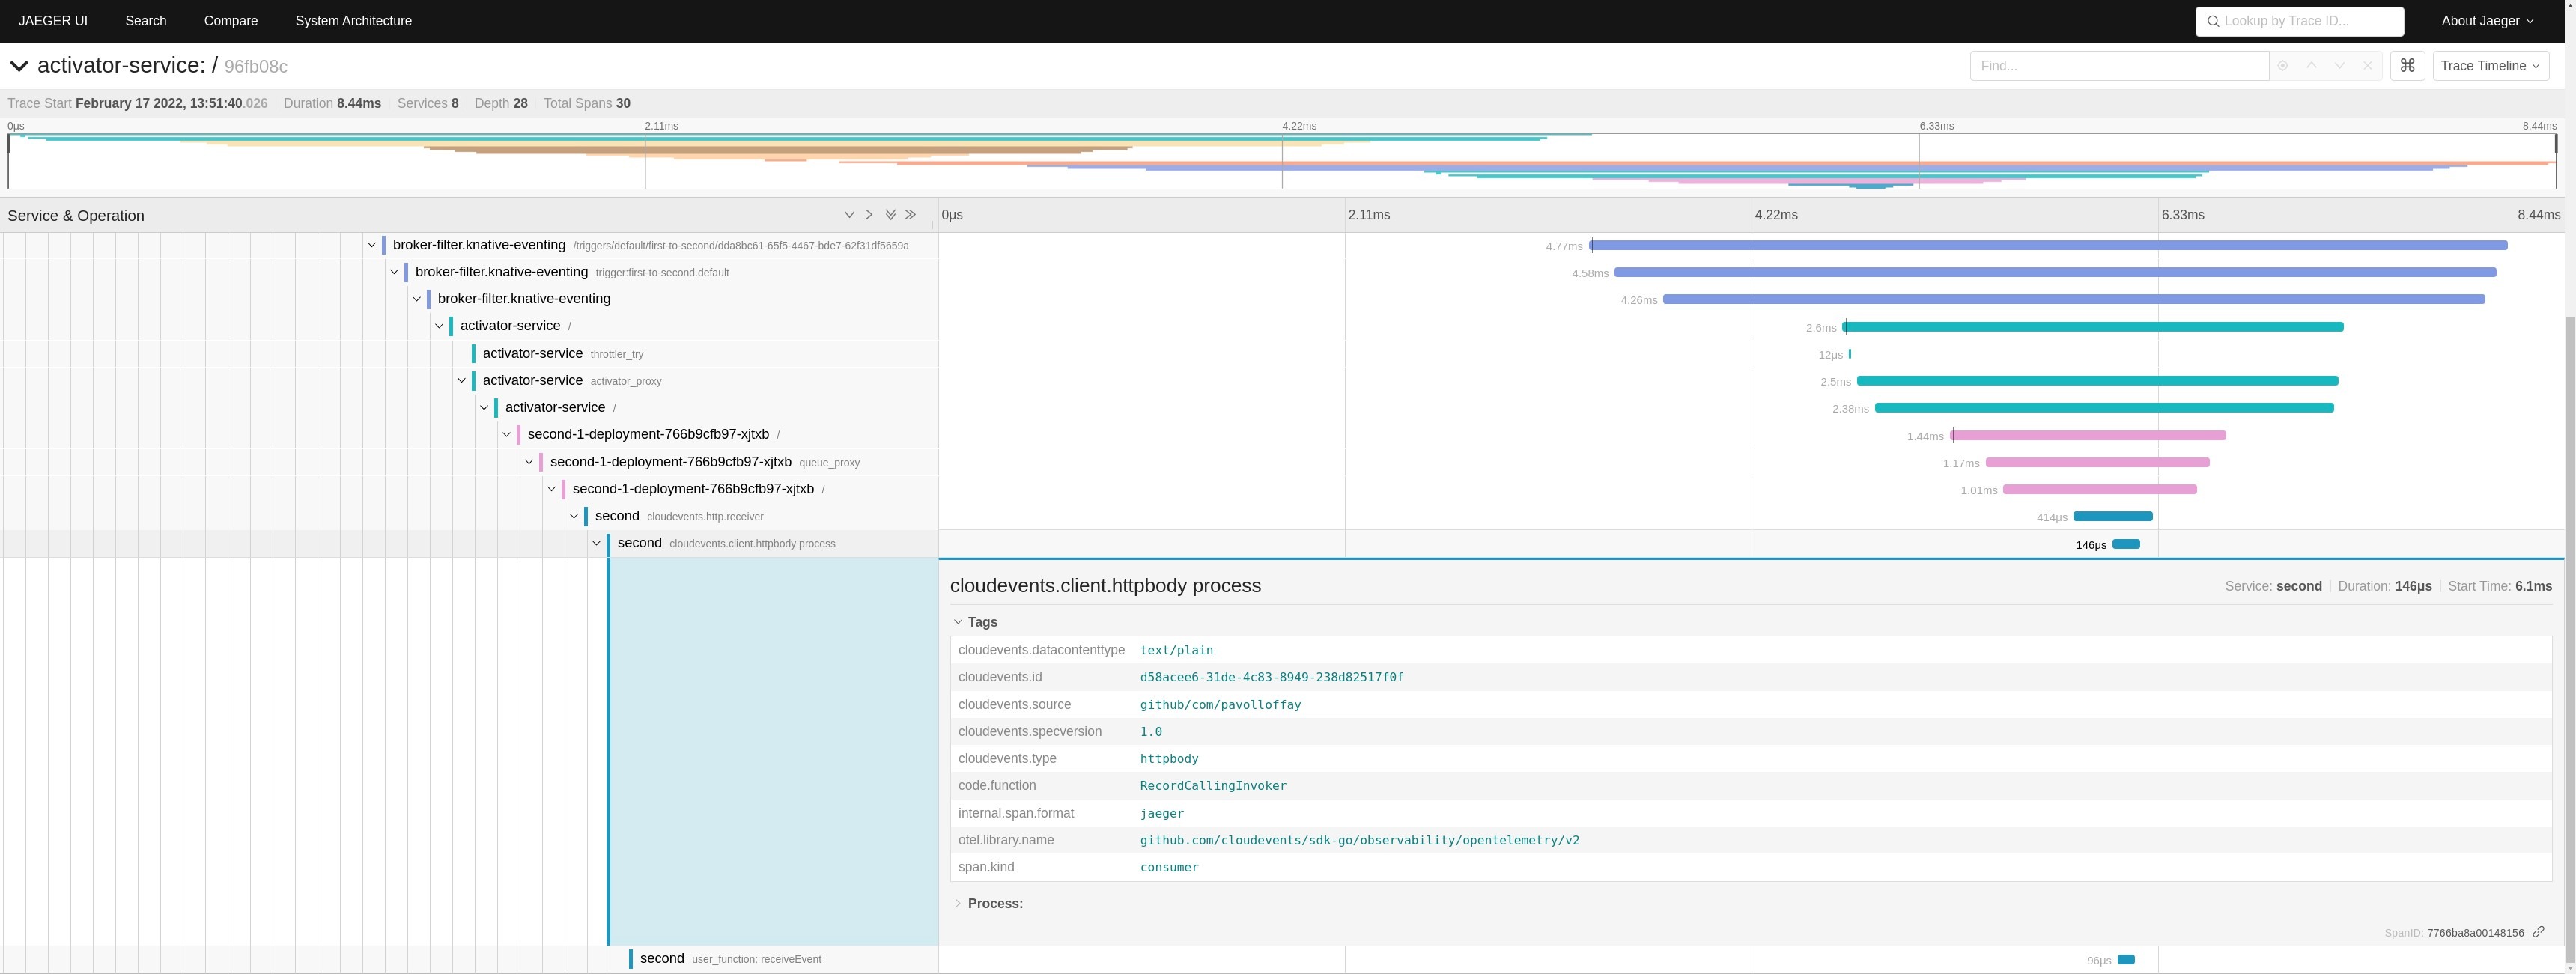 JAEGER UI Search Compare System Architecture Lookup by Trace ID... About Jaeger
activator-service: / 96fb08c Find... ⌘ Trace Timeline
Trace Start February 17 2022, 13:51:40.026 Duration 8.44ms Services 8 Depth 28 Total Spans 30
0μs 2.11ms 4.22ms 6.33ms 8.44ms
Service & Operation 0μs 2.11ms 4.22ms 6.33ms 8.44ms
broker-filter.knative-eventing /triggers/default/first-to-second/dda8bc61-65f5-4467-bde7-62f31df5659a 4.77ms
broker-filter.knative-eventing trigger:first-to-second.default 4.58ms
broker-filter.knative-eventing 4.26ms
activator-service / 2.6ms
activator-service throttler_try 12μs
activator-service activator_proxy 2.5ms
activator-service / 2.38ms
second-1-deployment-766b9cfb97-xjtxb / 1.44ms
second-1-deployment-766b9cfb97-xjtxb queue_proxy 1.17ms
second-1-deployment-766b9cfb97-xjtxb / 1.01ms
second cloudevents.http.receiver 414μs
second cloudevents.client.httpbody process 146μs
cloudevents.client.httpbody process Service: second Duration: 146μs Start Time: 6.1ms
Tags
cloudevents.datacontenttype text/plain
cloudevents.id d58acee6-31de-4c83-8949-238d82517f0f
cloudevents.source github/com/pavolloffay
cloudevents.specversion 1.0
cloudevents.type httpbody
code.function RecordCallingInvoker
internal.span.format jaeger
otel.library.name github.com/cloudevents/sdk-go/observability/opentelemetry/v2
span.kind consumer
Process:
SpanID: 7766ba8a00148156
second user_function: receiveEvent 96μs